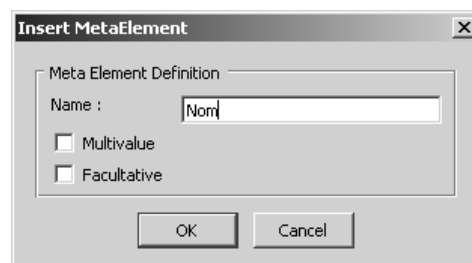 Insert MetaElement
Meta Element Definition
Name :
Nom
Multivalue
Facultative
OK
Cancel